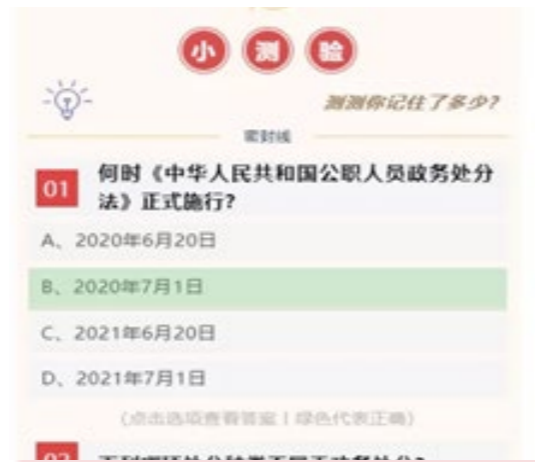 小测验
测测你记住了多少?
密封线
01 何时《中华人民共和国公职人员政务处分
法》正式施行?
A、2020年6月20日
B、2020年7月1日
C、2021年6月20日
D、2021年7月1日
(点击选项查看答案丨绿色代表正确)